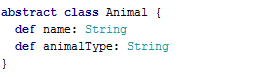 abstract class Animal {
  def name: String
  def animalType: String
}